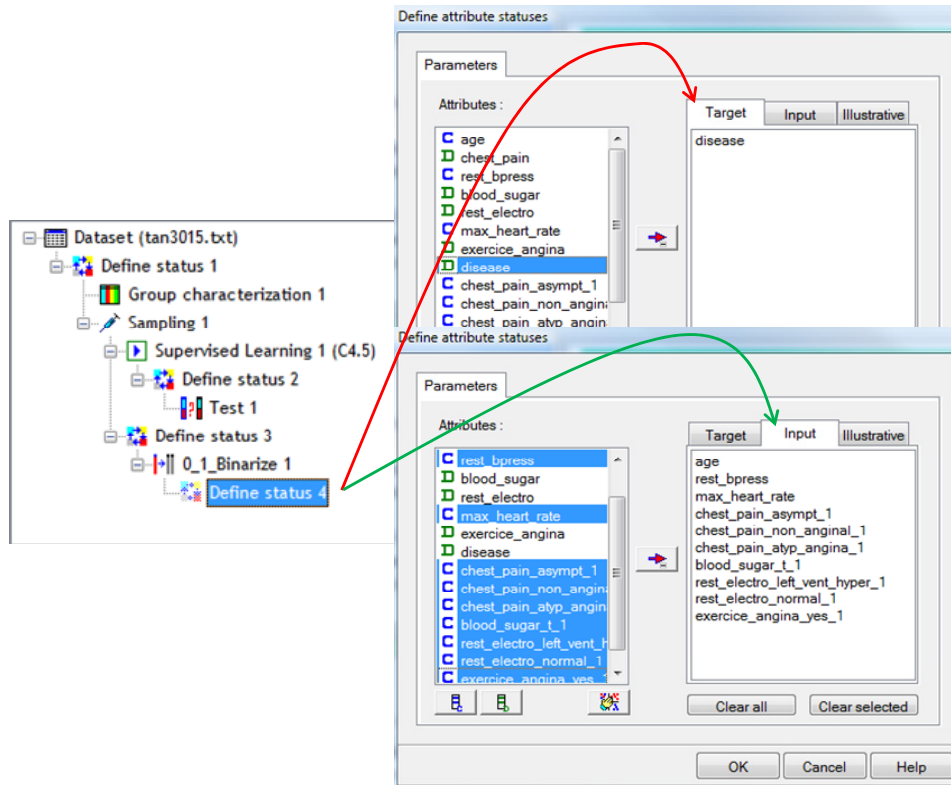 Define attribute statuses
Parameters
Attributes :
age
chest_pain
rest_bpress
blood_sugar
rest_electro
max_heart_rate
exercice_angina
disease
chest_pain_asympt_1
chest_pain_non_angina
chest_pain_atyp_angin
Target
Input
Illustrative
disease
Dataset (tan3015.txt)
Define status 1
Group characterization 1
Sampling 1
Supervised Learning 1 (C4.5)
Define status 2
Test 1
Define status 3
0_1_Binarize 1
Define status 4
Define attribute statuses
Parameters
Attributes :
rest_bpress
blood_sugar
rest_electro
max_heart_rate
exercice_angina
disease
chest_pain_asympt_1
chest_pain_non_angina
chest_pain_atyp_angin
blood_sugar_t_1
rest_electro_left_vent_h
rest_electro_normal_1
exercice_angina_yes_1
Target
Input
Illustrative
age
rest_bpress
max_heart_rate
chest_pain_asympt_1
chest_pain_non_anginal_1
chest_pain_atyp_angina_1
blood_sugar_t_1
rest_electro_left_vent_hyper_1
rest_electro_normal_1
exercice_angina_yes_1
Clear all
Clear selected
OK
Cancel
Help